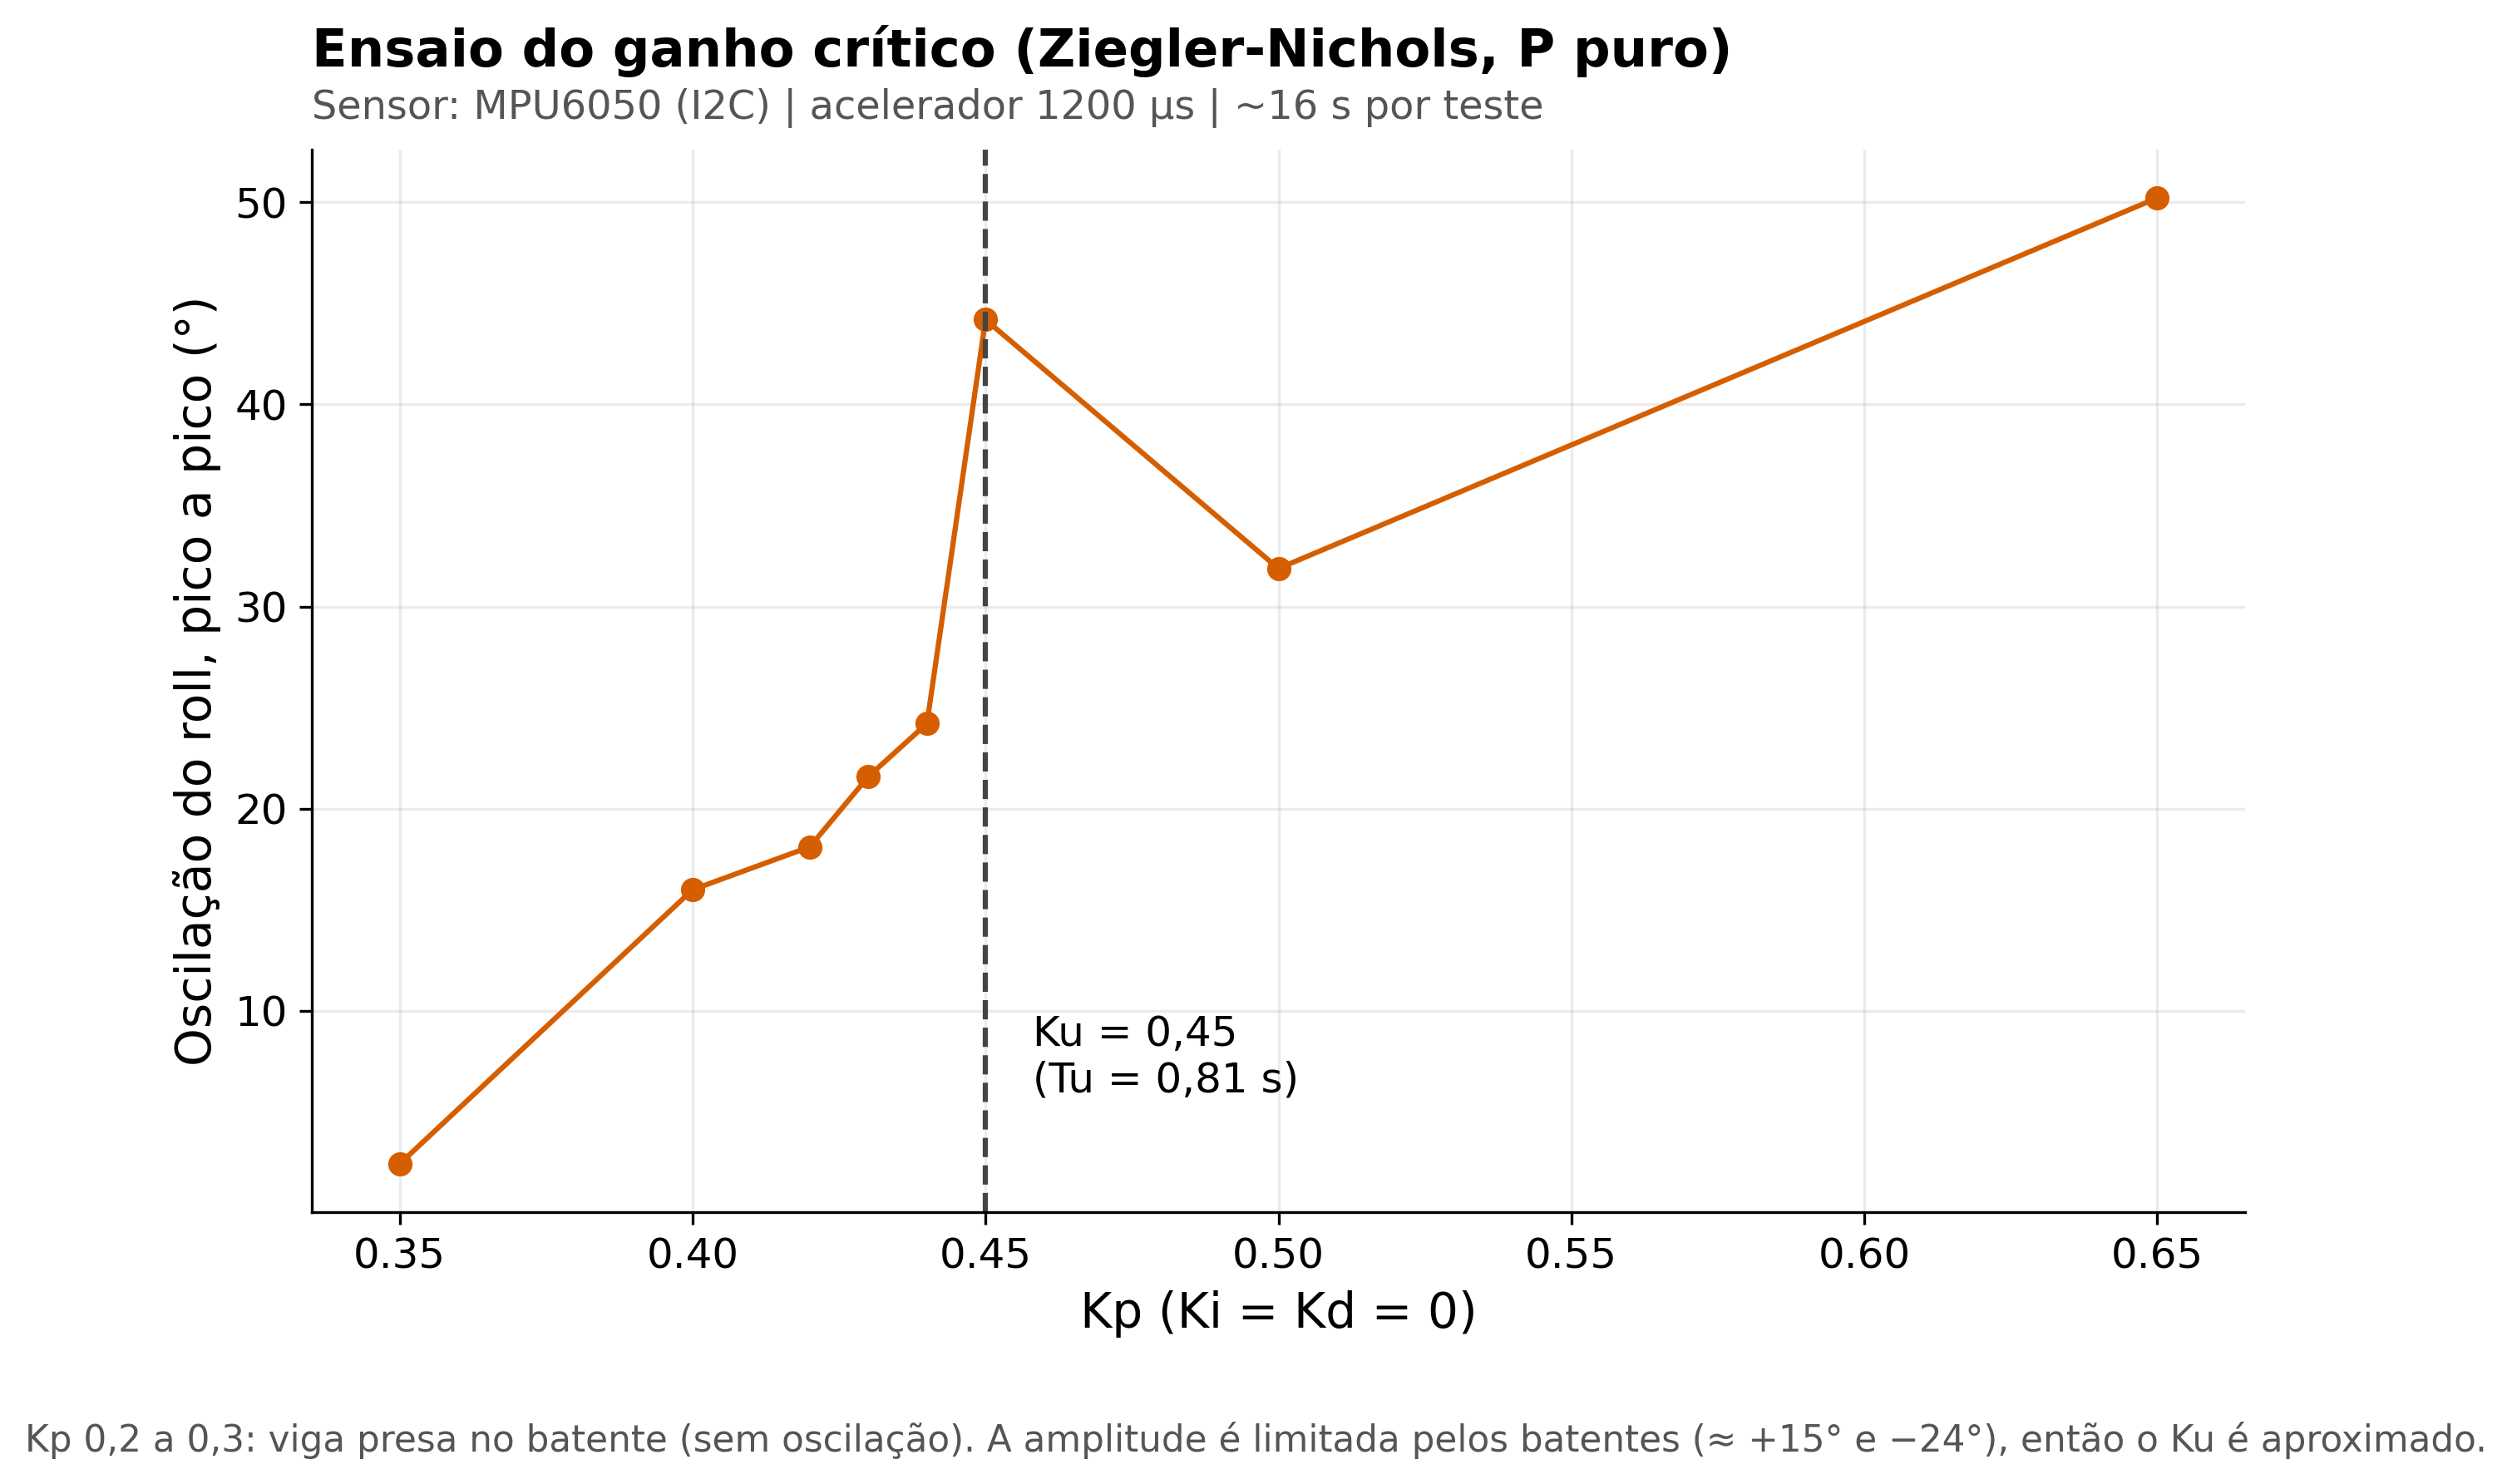 Ensaio do ganho crítico (Ziegler-Nichols, P puro)
Sensor: MPU6050 (I2C) | acelerador 1200 µs | ~16 s por teste
Oscilação do roll, pico a pico (°)
50
40
30
20
10
Ku = 0,45
(Tu = 0,81 s)
0.35 0.40 0.45 0.50 0.55 0.60 0.65
Kp (Ki = Kd = 0)
Kp 0,2 a 0,3: viga presa no batente (sem oscilação). A amplitude é limitada pelos batentes (≈ +15° e −24°), então o Ku é aproximado.